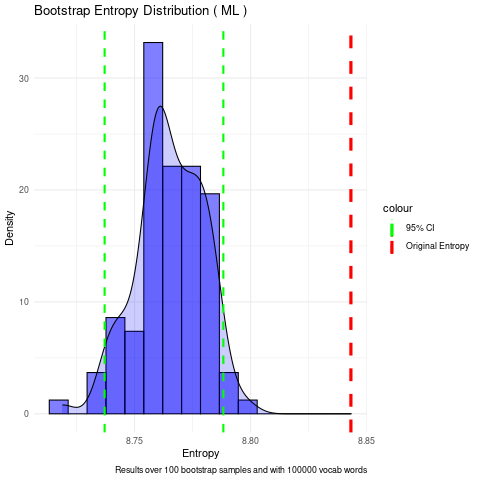 Bootstrap Entropy Distribution ( ML )
Density
30
20
10
0
8.75
8.80
8.85
Entropy
colour
95% CI
Original Entropy
Results over 100 bootstrap samples and with 100000 vocab words